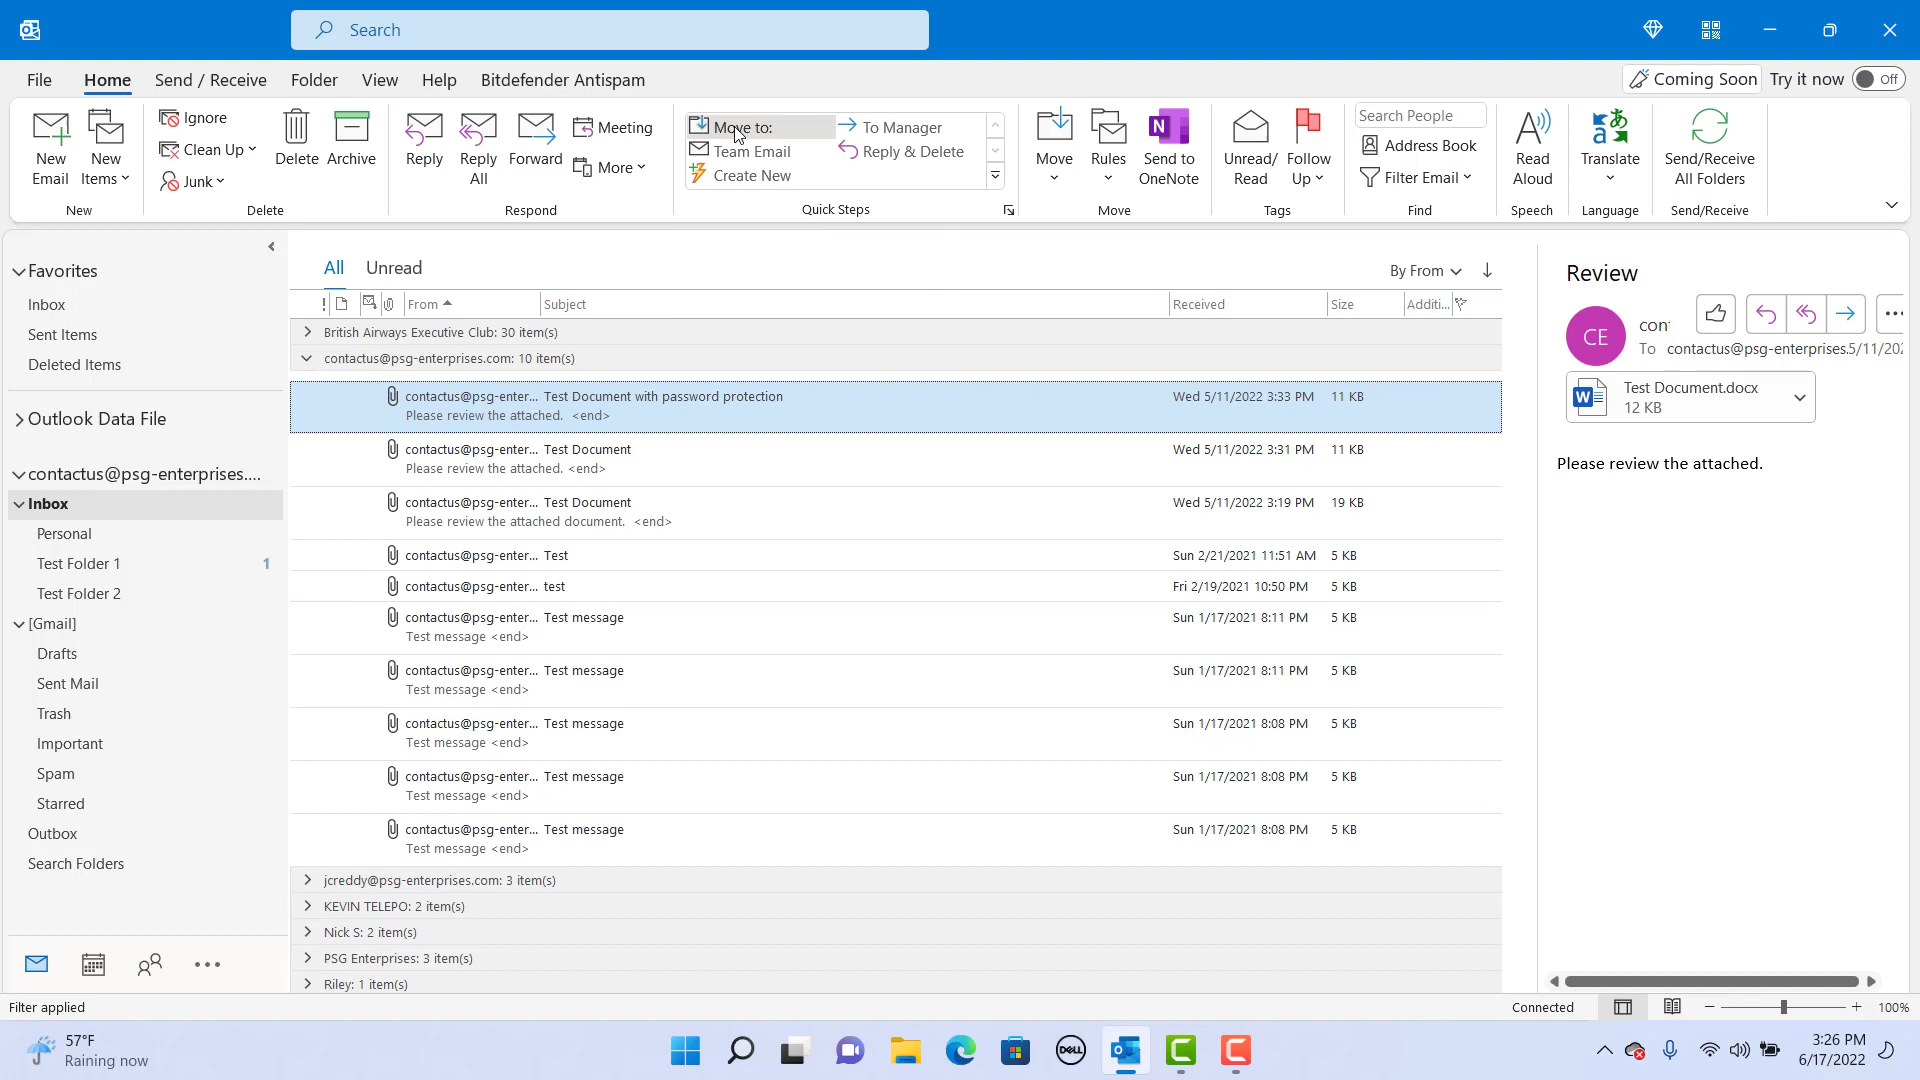 Search
File Home Send / Receive Folder View Help Bitdefender Antispam
Coming Soon Try it now Off
New Email
New Items
New
Ignore
Clean Up
Junk
Delete
Archive
Delete
Reply
Reply All
Forward
Meeting
More
Respond
Move to:
To Manager
Team Email
Reply & Delete
Create New
Quick Steps
Move
Rules
Send to OneNote
Move
Unread/ Read
Follow Up
Tags
Search People
Address Book
Filter Email
Find
Read Aloud
Speech
Translate
Language
Send/Receive All Folders
Send/Receive
Favorites
Inbox
Sent Items
Deleted Items
Outlook Data File
contactus@psg-enterprises....
Inbox
Personal
Test Folder 1 1
Test Folder 2
[Gmail]
Drafts
Sent Mail
Trash
Important
Spam
Starred
Outbox
Search Folders
All Unread
By From
! From Subject Received Size Additi...
British Airways Executive Club: 30 item(s)
contactus@psg-enterprises.com: 10 item(s)
contactus@psg-enter... Test Document with password protection Wed 5/11/2022 3:33 PM 11 KB
Please review the attached. <end>
contactus@psg-enter... Test Document Wed 5/11/2022 3:31 PM 11 KB
Please review the attached. <end>
contactus@psg-enter... Test Document Wed 5/11/2022 3:19 PM 19 KB
Please review the attached document. <end>
contactus@psg-enter... Test Sun 2/21/2021 11:51 AM 5 KB
contactus@psg-enter... test Fri 2/19/2021 10:50 PM 5 KB
contactus@psg-enter... Test message Sun 1/17/2021 8:11 PM 5 KB
Test message <end>
contactus@psg-enter... Test message Sun 1/17/2021 8:11 PM 5 KB
Test message <end>
contactus@psg-enter... Test message Sun 1/17/2021 8:08 PM 5 KB
Test message <end>
contactus@psg-enter... Test message Sun 1/17/2021 8:08 PM 5 KB
Test message <end>
contactus@psg-enter... Test message Sun 1/17/2021 8:08 PM 5 KB
Test message <end>
jcreddy@psg-enterprises.com: 3 item(s)
KEVIN TELEPO: 2 item(s)
Nick S: 2 item(s)
PSG Enterprises: 3 item(s)
Riley: 1 item(s)
Review
CE
To contactus@psg-enterprises.5/11/202
Test Document.docx
12 KB
Please review the attached.
Filter applied
Connected
100%
57°F
Raining now
DELL
3:26 PM
6/17/2022